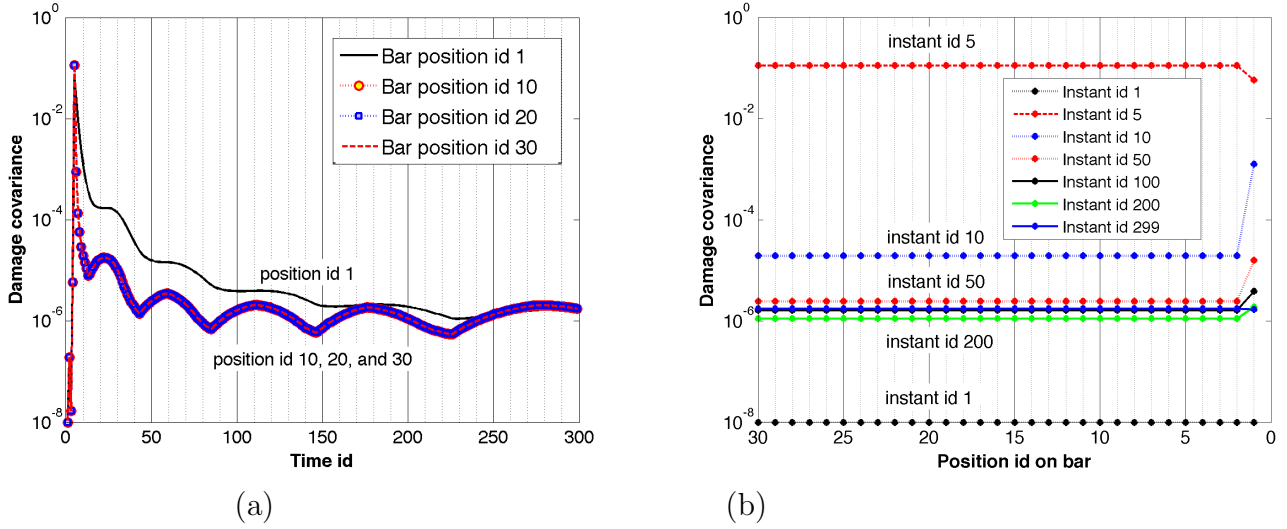 10^0
10^-2
10^-4
10^-6
10^-8
Damage covariance
Bar position id 1
Bar position id 10
Bar position id 20
Bar position id 30
position id 1
position id 10, 20, and 30
0
50
100
150
200
250
300
Time id
(a)
10^0
10^-2
10^-4
10^-6
10^-8
Damage covariance
instant id 5
Instant id 1
Instant id 5
Instant id 10
Instant id 50
Instant id 100
Instant id 200
Instant id 299
instant id 10
instant id 50
instant id 200
instant id 1
30
25
20
15
10
5
0
Position id on bar
(b)